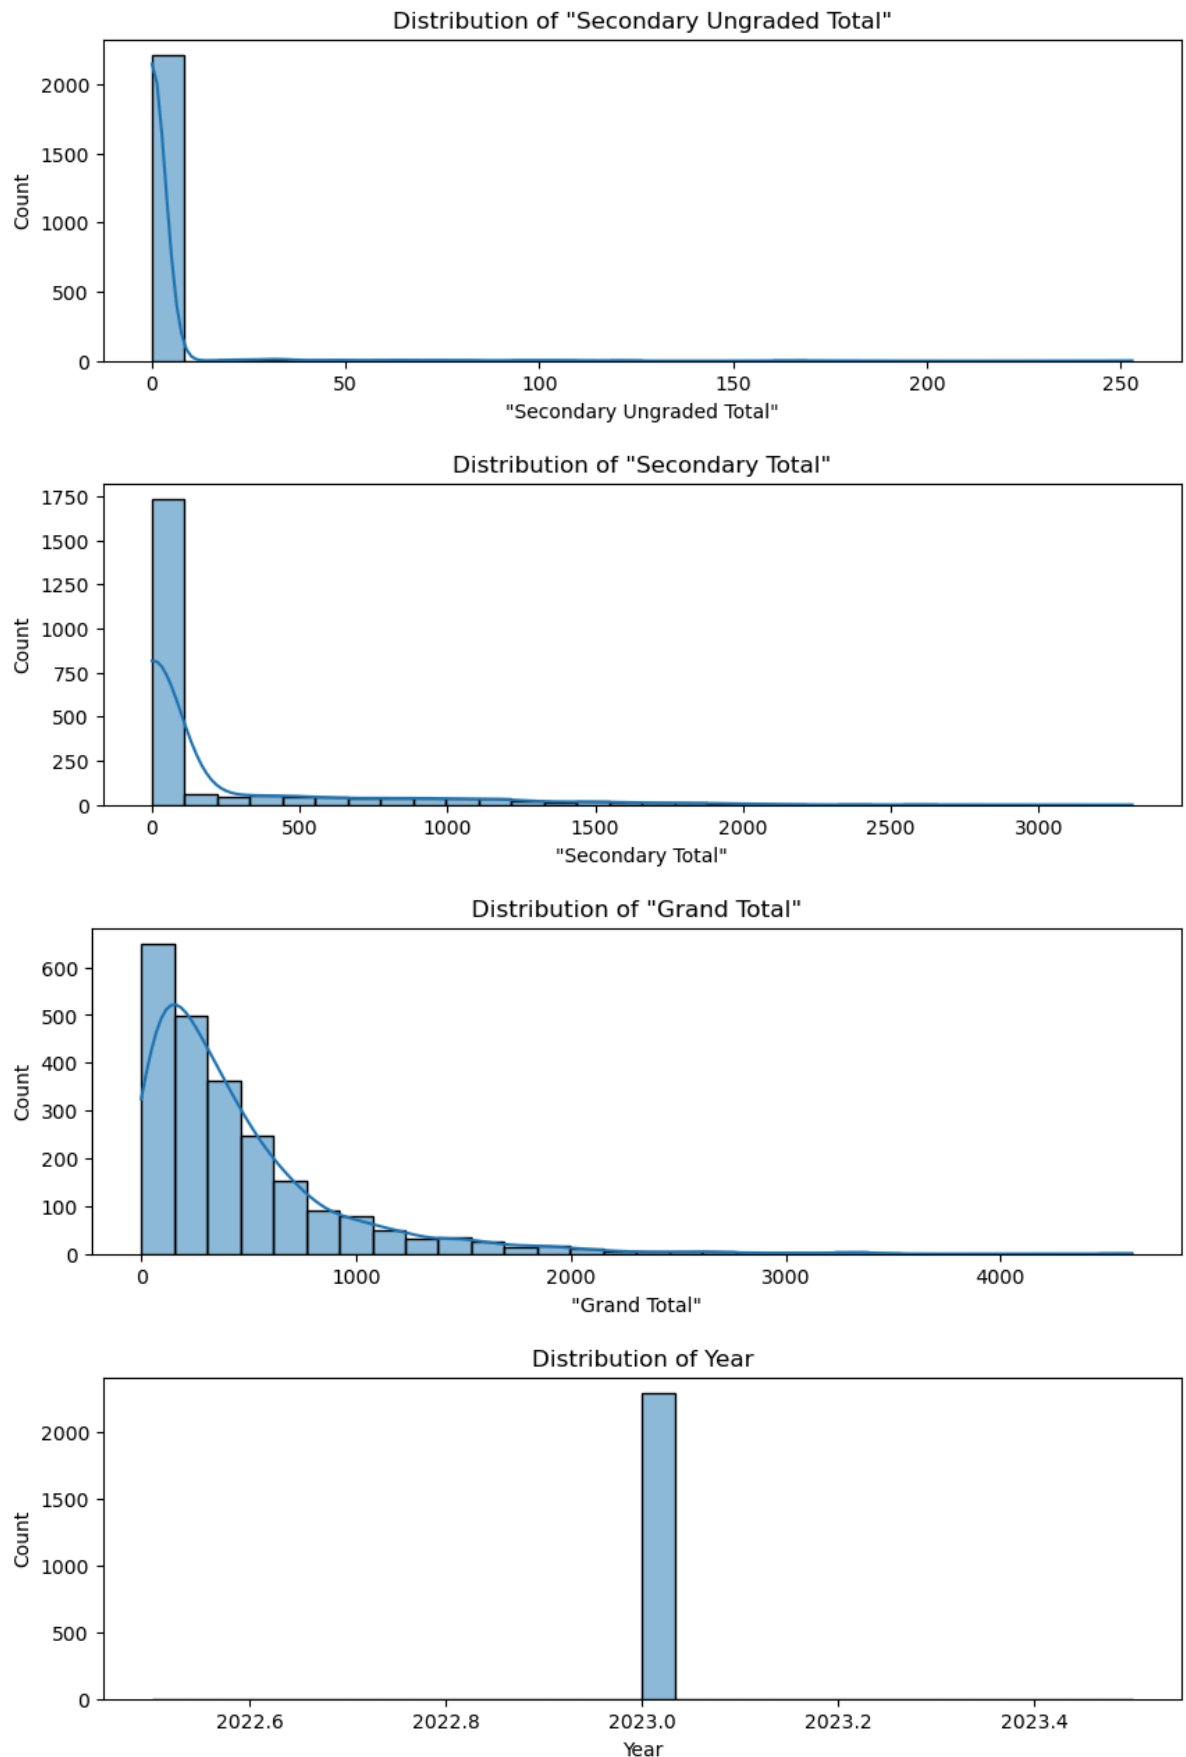 Distribution of "Secondary Ungraded Total"
2000
1500
1000
500
0
Count
0 50 100 150 200 250
"Secondary Ungraded Total"
Distribution of "Secondary Total"
1750
1500
1250
1000
750
500
250
0
Count
0 500 1000 1500 2000 2500 3000
"Secondary Total"
Distribution of "Grand Total"
600
500
400
300
200
100
0
Count
0 1000 2000 3000 4000
"Grand Total"
Distribution of Year
2000
1500
1000
500
0
Count
2022.6 2022.8 2023.0 2023.2 2023.4
Year